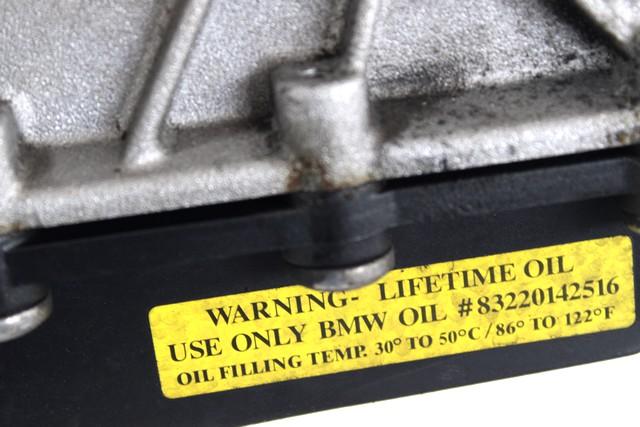 WARNING- LIFETIME OIL
USE ONLY BMW OIL #83220142516
OIL FILLING TEMP. 30° TO 50°C/86° TO 122°F